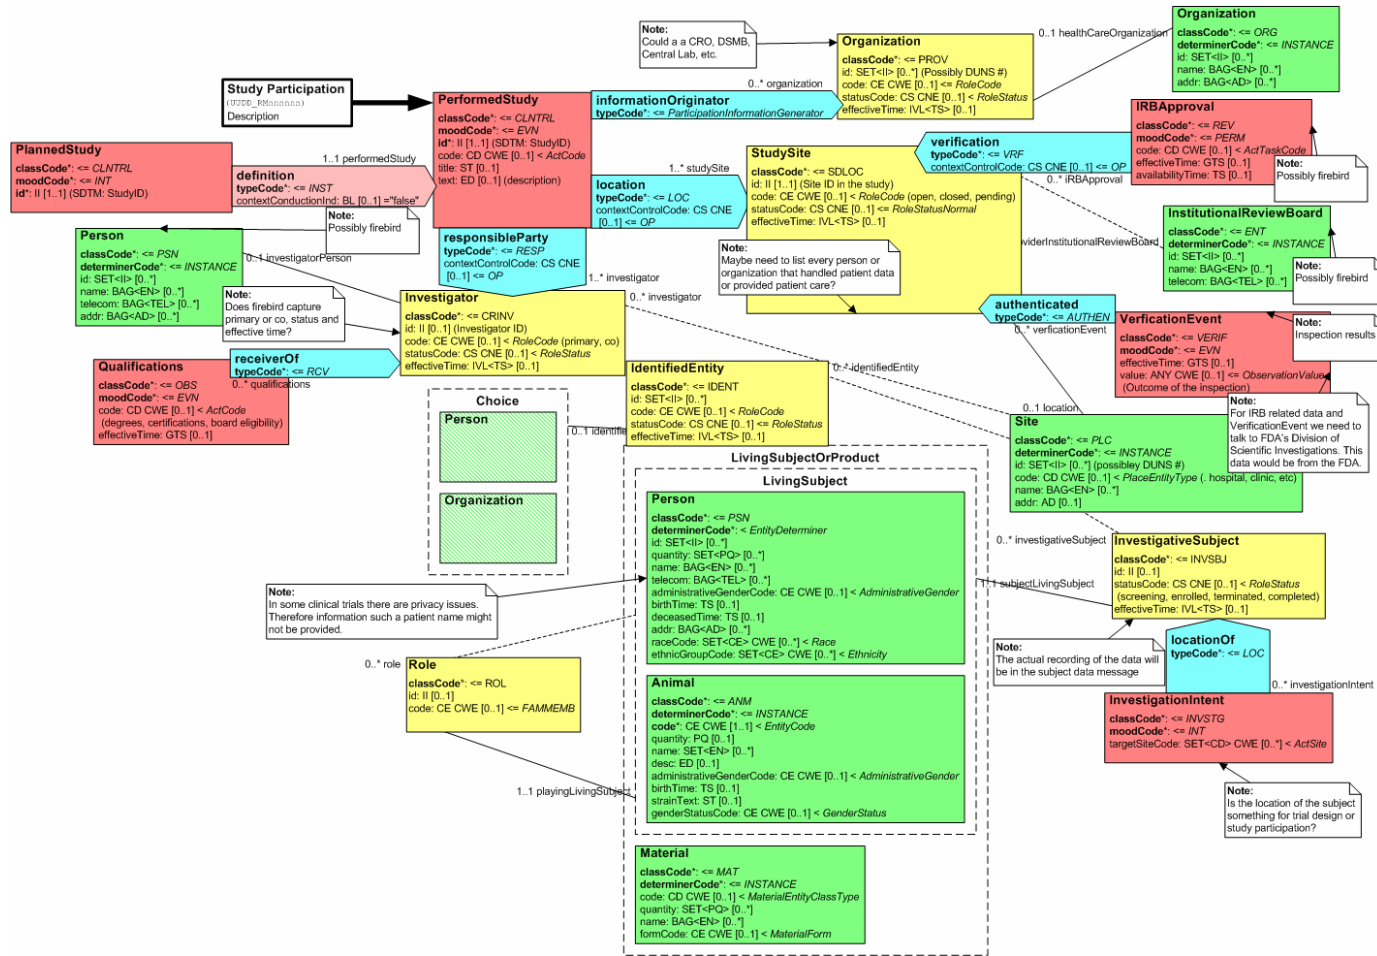 Study Participation
(UUDD_RMnnnnnn)
Description
PlannedStudy
classCode*: <= CLNTRL
moodCode*: <= INT
id*: II [1..1] (SDTM: StudyID)
1..1 performedStudy
definition
typeCode*: <= INST
contextConductionInd: BL [0..1] ="false"
PerformedStudy
classCode*: <= CLNTRL
moodCode*: <= EVN
id*: II [1..1] (SDTM: StudyID)
code: CD CWE [0..1] < ActCode
title: ST [0..1]
text: ED [0..1] (description)
Note:
Could a a CRO, DSMB,
Central Lab, etc.
0..* organization
informationOriginator
typeCode*: <= ParticipationInformationGenerator
Organization
classCode*: <= PROV
id: SET<II> [0..*] (Possibly DUNS #)
code: CE CWE [0..1] <= RoleCode
statusCode: CS CNE [0..1] < RoleStatus
effectiveTime: IVL<TS> [0..1]
0..1 healthCareOrganization
Organization
classCode*: <= ORG
determinerCode*: <= INSTANCE
id: SET<II> [0..*]
name: BAG<EN> [0..*]
addr: BAG<AD> [0..*]
IRBApproval
classCode*: <= REV
moodCode*: <= PERM
code: CD CWE [0..1] < ActTaskCode
effectiveTime: GTS [0..1]
availabilityTime: TS [0..1]
Note:
Possibly firebird
verification
typeCode*: <= VRF
contextControlCode: CS CNE [0..1] <= OP
0..* iRBApproval
1..* studySite
location
typeCode*: <= LOC
contextControlCode: CS CNE
[0..1] <= OP
StudySite
classCode*: <= SDLOC
id: II [1..1] (Site ID in the study)
code: CE CWE [0..1] < RoleCode (open, closed, pending)
statusCode: CS CNE [0..1] <= RoleStatusNormal
effectiveTime: IVL<TS> [0..1]
Note:
Maybe need to list every person or
organization that handled patient data
or provided patient care?
InstitutionalReviewBoard
classCode*: <= ENT
determinerCode*: <= INSTANCE
id: SET<II> [0..*]
name: BAG<EN> [0..*]
telecom: BAG<TEL> [0..*]
Note:
Possibly firebird
Note:
Possibly firebird
Person
classCode*: <= PSN
determinerCode*: <= INSTANCE
id: SET<II> [0..*]
name: BAG<EN> [0..*]
telecom: BAG<TEL> [0..*]
addr: BAG<AD> [0..*]
0..1 investigatorPerson
responsibleParty
typeCode*: <= RESP
contextControlCode: CS CNE
[0..1] <= OP
1..* investigator
Note:
Does firebird capture
primary or co, status and
effective time?
Investigator
classCode*: <= CRINV
id: II [0..1] (Investigator ID)
code: CE CWE [0..1] < RoleCode (primary, co)
statusCode: CS CNE [0..1] < RoleStatus
effectiveTime: IVL<TS> [0..1]
0..* investigator
authenticated
typeCode*: <= AUTHEN
0..* verficationEvent
VerficationEvent
classCode*: <= VERIF
moodCode*: <= EVN
effectiveTime: GTS [0..1]
value: ANY CWE [0..1] <= ObservationValue
(Outcome of the inspection)
Note:
Inspection results
Qualifications
classCode*: <= OBS
moodCode*: <= EVN
code: CD CWE [0..1] < ActCode
(degrees, certifications, board eligibility)
effectiveTime: GTS [0..1]
receiverOf
typeCode*: <= RCV
0..* qualifications
IdentifiedEntity
classCode*: <= IDENT
id: SET<II> [0..*]
code: CE CWE [0..1] < RoleCode
statusCode: CS CNE [0..1] <= RoleStatus
effectiveTime: IVL<TS> [0..1]
0..* identifiedEntity
Choice
Person
Organization
0..1 location
Site
classCode*: <= PLC
determinerCode*: <= INSTANCE
id: SET<II> [0..*] (possibley DUNS #)
code: CD CWE [0..1] < PlaceEntityType (. hospital, clinic, etc)
name: BAG<EN> [0..*]
addr: AD [0..1]
Note:
For IRB related data and
VerificationEvent we need to
talk to FDA's Division of
Scientific Investigations. This
data would be from the FDA.
LivingSubjectOrProduct
LivingSubject
Person
classCode*: <= PSN
determinerCode*: < EntityDeterminer
id: SET<II> [0..*]
quantity: SET<PQ> [0..*]
name: BAG<EN> [0..*]
telecom: BAG<TEL> [0..*]
administrativeGenderCode: CE CWE [0..1] < AdministrativeGender
birthTime: TS [0..1]
deceasedTime: TS [0..1]
addr: BAG<AD> [0..*]
raceCode: SET<CE> CWE [0..*] < Race
ethnicGroupCode: SET<CE> CWE [0..*] < Ethnicity
0..* investigativeSubject
1..1 subjectLivingSubject
InvestigativeSubject
classCode*: <= INVSBJ
id: II [0..1]
statusCode: CS CNE [0..1] < RoleStatus
(screening, enrolled, terminated, completed)
effectiveTime: IVL<TS> [0..1]
Note:
In some clinical trials there are privacy issues.
Therefore information such a patient name might
not be provided.
Note:
The actual recording of the data will
be in the subject data message
locationOf
typeCode*: <= LOC
0..* investigationIntent
0..* role
Role
classCode*: <= ROL
id: II [0..1]
code: CE CWE [0..1] <= FAMMEMB
1..1 playingLivingSubject
Animal
classCode*: <= ANM
determinerCode*: <= INSTANCE
code*: CE CWE [1..1] < EntityCode
quantity: PQ [0..1]
name: SET<EN> [0..*]
desc: ED [0..1]
administrativeGenderCode: CE CWE [0..1] < AdministrativeGender
birthTime: TS [0..1]
strainText: ST [0..1]
genderStatusCode: CE CWE [0..1] < GenderStatus
InvestigationIntent
classCode*: <= INVSTG
moodCode*: <= INT
targetSiteCode: SET<CD> CWE [0..*] < ActSite
Note:
Is the location of the subject
something for trial design or
study participation?
Material
classCode*: <= MAT
determinerCode*: <= INSTANCE
code: CD CWE [0..1] < MaterialEntityClassType
quantity: SET<PQ> [0..*]
name: BAG<EN> [0..*]
formCode: CE CWE [0..1] < MaterialForm